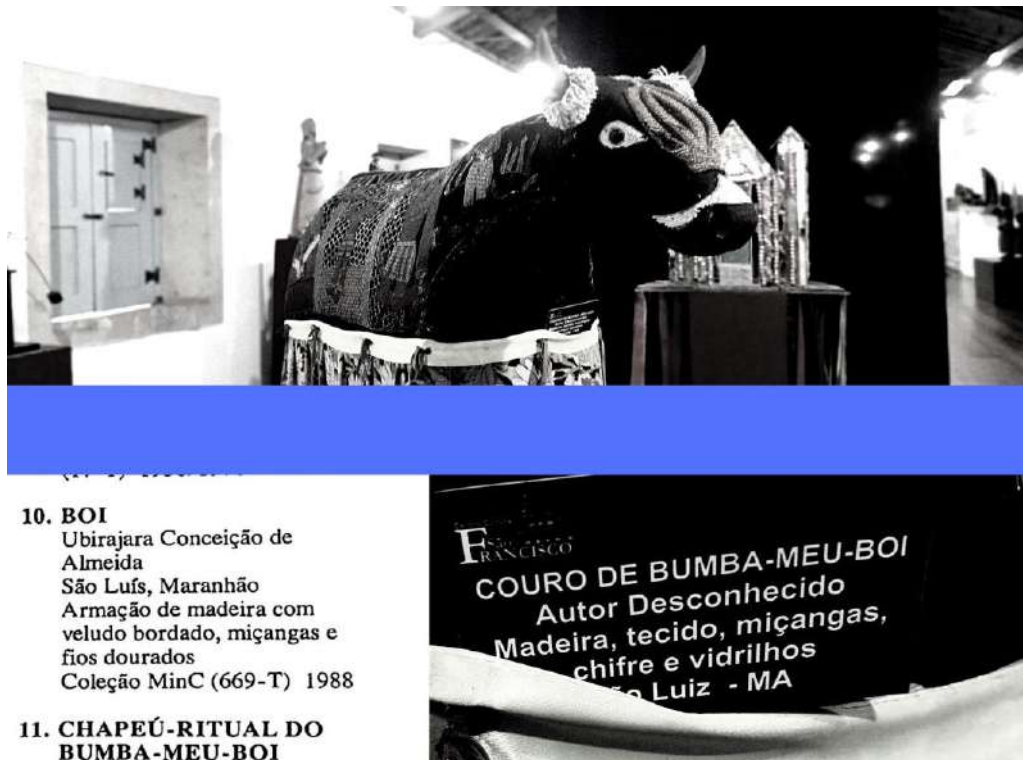 10. BOI
Ubirajara Conceição de
Almeida
São Luís, Maranhão
Armação de madeira com
veludo bordado, miçangas e
fios dourados
Coleção MinC (669-T) 1988
11. CHAPEÚ-RITUAL DO
BUMBA-MEU-BOI
SÃO
FRANCISCO
COURO DE BUMBA-MEU-BOI
Autor Desconhecido
Madeira, tecido, miçangas,
chifre e vidrilhos
Luiz - MA